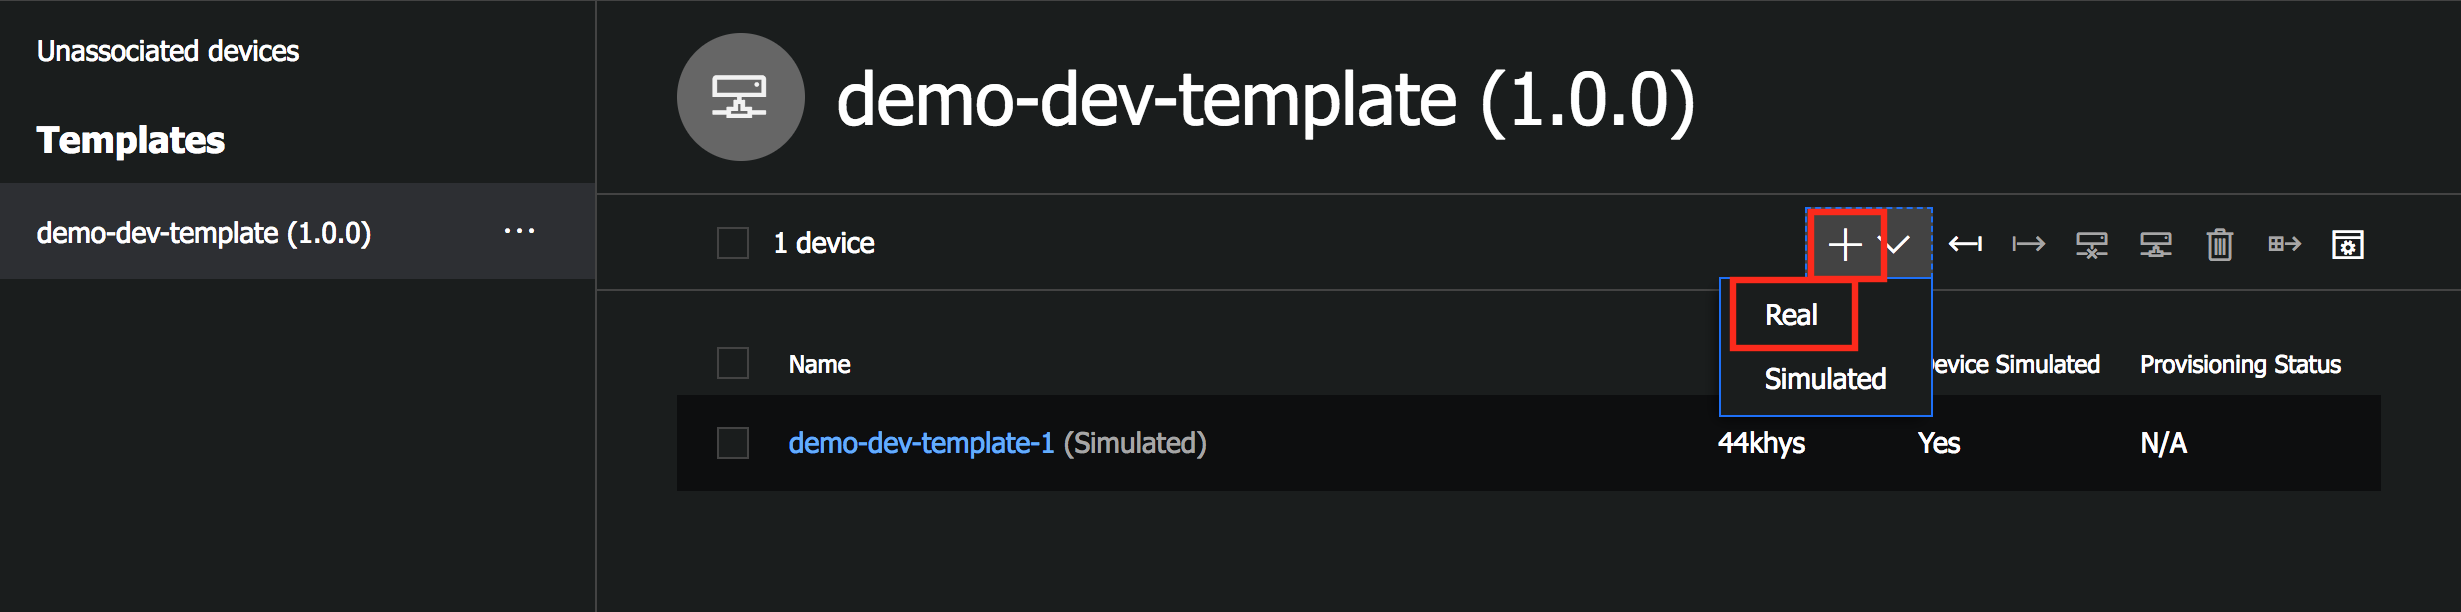 Unassociated devices
Templates
demo-dev-template (1.0.0)
demo-dev-template (1.0.0)
1 device
Real
Simulated
Name
evice Simulated
Provisioning Status
demo-dev-template-1 (Simulated)
44khys
Yes
N/A